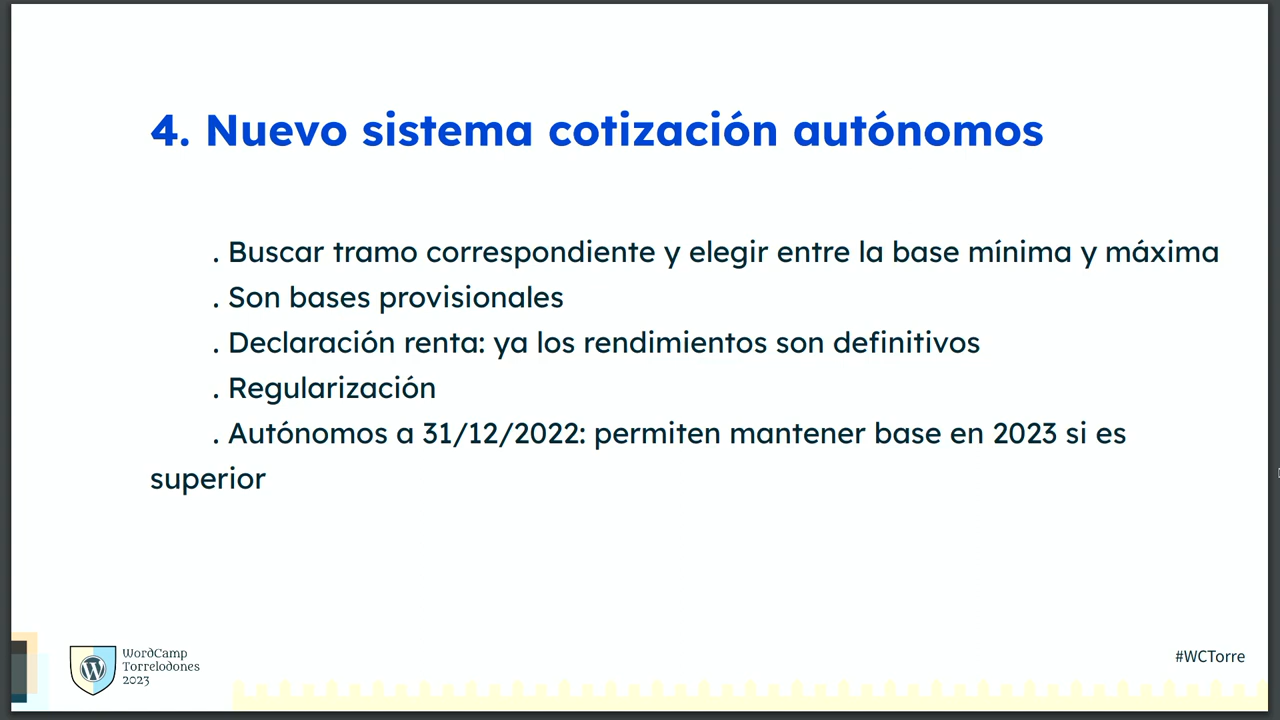 4. Nuevo sistema cotización autónomos
. Buscar tramo correspondiente y elegir entre la base mínima y máxima
. Son bases provisionales
. Declaración renta: ya los rendimientos son definitivos
. Regularización
. Autónomos a 31/12/2022: permiten mantener base en 2023 si es
superior
WordCamp
Torrelodones
2023
#WCTorre